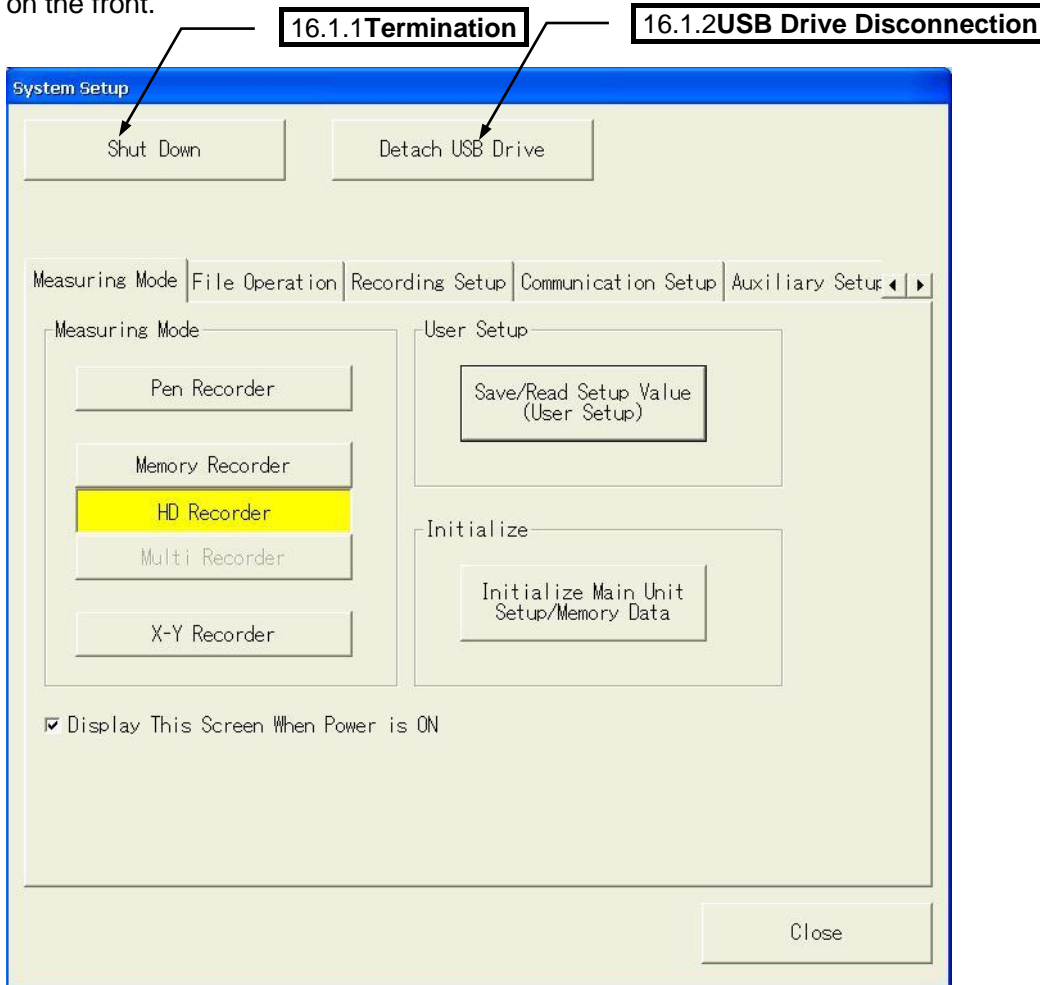 on the front.
16.1.1Termination
16.1.2USB Drive Disconnection
System Setup
Shut Down
Detach USB Drive
Measuring Mode File Operation Recording Setup Communication Setup Auxiliary Setup
Measuring Mode
Pen Recorder
Memory Recorder
HD Recorder
Multi Recorder
X-Y Recorder
User Setup
Save/Read Setup Value
(User Setup)
Initialize
Initialize Main Unit
Setup/Memory Data
Display This Screen When Power is ON
Close